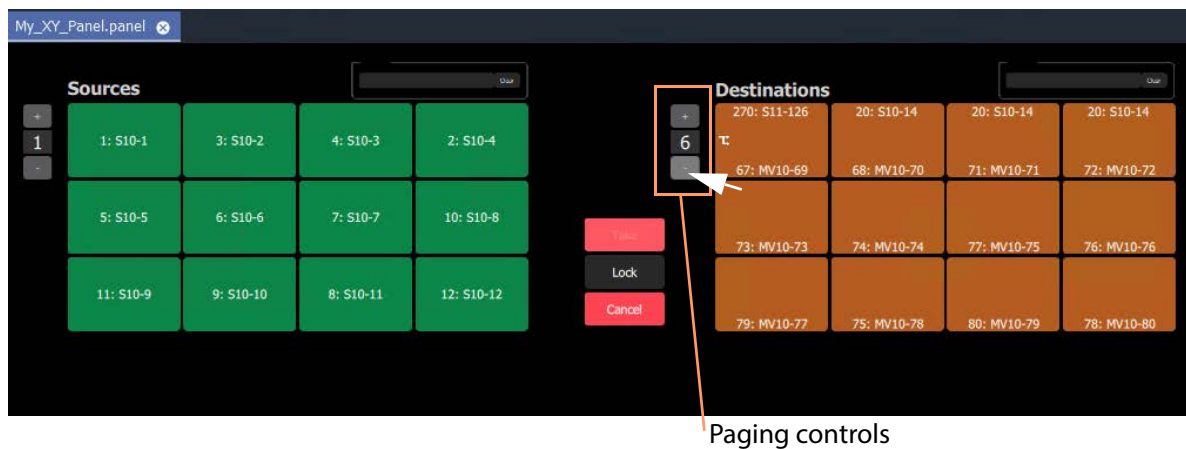 My_XY_Panel.panel
Sources
Clear
Destinations
Clear
+
1
-
1: S10-1
3: S10-2
4: S10-3
2: S10-4
5: S10-5
6: S10-6
7: S10-7
10: S10-8
11: S10-9
9: S10-10
8: S10-11
12: S10-12
Take
Lock
Cancel
+
6
-
270: S11-126
20: S10-14
20: S10-14
20: S10-14
67: MV10-69
68: MV10-70
71: MV10-71
72: MV10-72
73: MV10-73
74: MV10-74
77: MV10-75
76: MV10-76
79: MV10-77
75: MV10-78
80: MV10-79
78: MV10-80
Paging controls